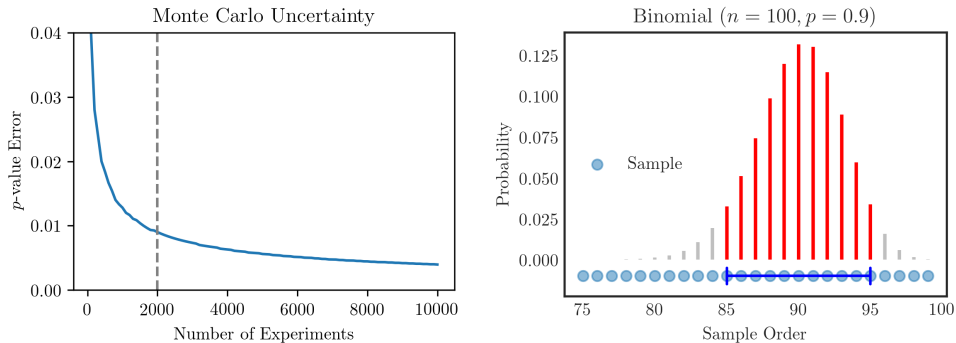 Monte Carlo Uncertainty
p-value Error
0.04
0.03
0.02
0.01
0.00
0 2000 4000 6000 8000 10000
Number of Experiments
Binomial (n = 100, p = 0.9)
Probability
0.125
0.100
0.075
0.050
0.025
0.000
Sample
75 80 85 90 95 100
Sample Order